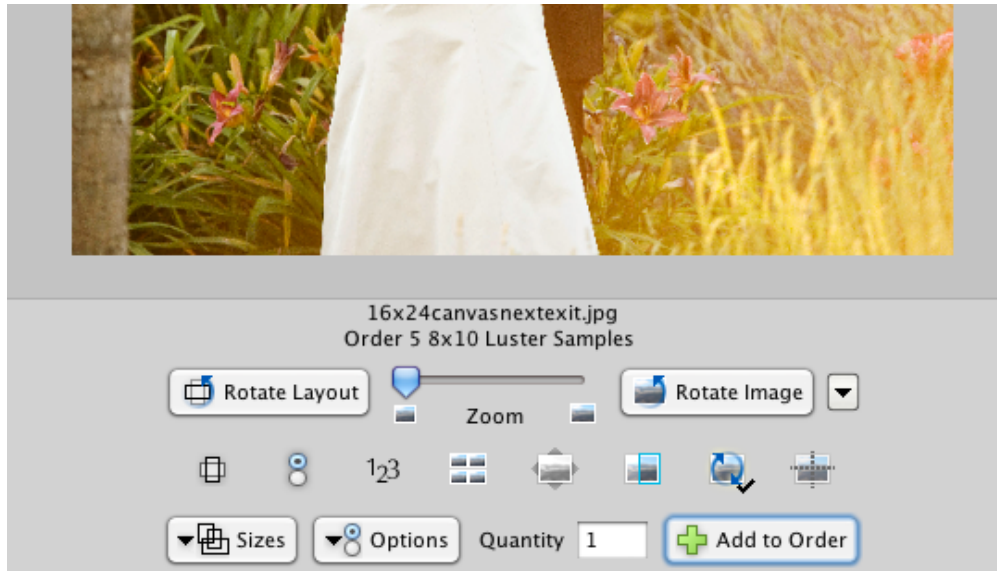 16x24canvasnextexit.jpg
Order 5 8x10 Luster Samples
Rotate Layout
Zoom
Rotate Image
123
Sizes
Options
Quantity
1
Add to Order